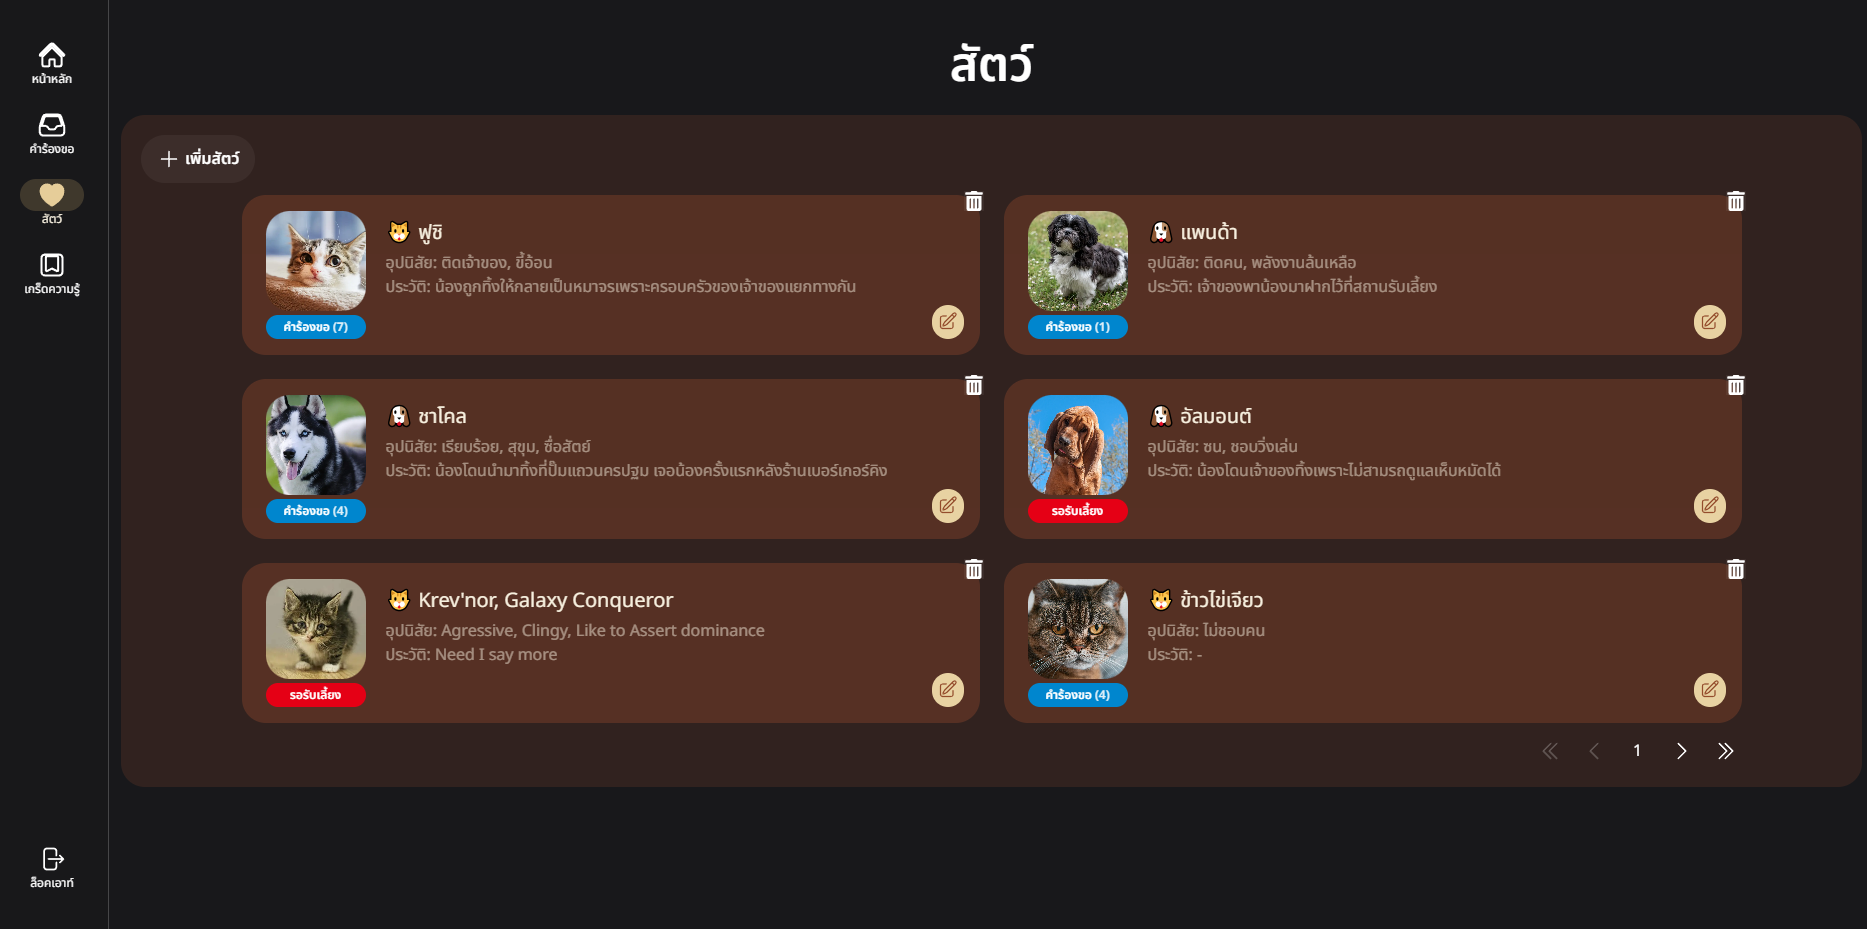 หน้าหลัก
คำร้องขอ
สัตว์
เกร็ดความรู้
ล็อคเอาท์
สัตว์
เพิ่มสัตว์
ฟูชิ
อุปนิสัย: ติดเจ้าของ, ขี้อ้อน
ประวัติ: น้องถูกทิ้งให้กลายเป็นหมาจรเพราะครอบครัวของเจ้าของแยกทางกัน
คำร้องขอ (7)
แพนด้า
อุปนิสัย: ติดคน, พลังงานล้นเหลือ
ประวัติ: เจ้าของพาน้องมาฝากไว้ที่สถานรับเลี้ยง
คำร้องขอ (1)
ชาโคล
อุปนิสัย: เรียบร้อย, สุขุม, ซื่อสัตย์
ประวัติ: น้องโดนนำมาทิ้งที่ปั๊มแถวนครปฐม เจอน้องครั้งแรกหลังร้านเบอร์เกอร์คิง
คำร้องขอ (4)
อัลมอนต์
อุปนิสัย: ซน, ชอบวิ่งเล่น
ประวัติ: น้องโดนเจ้าของทิ้งเพราะไม่สามรถดูแลเห็บหมัดได้
รอรับเลี้ยง
Krev'nor, Galaxy Conqueror
อุปนิสัย: Agressive, Clingy, Like to Assert dominance
ประวัติ: Need I say more
รอรับเลี้ยง
ข้าวไข่เจียว
อุปนิสัย: ไม่ชอบคน
ประวัติ: -
คำร้องขอ (4)
1